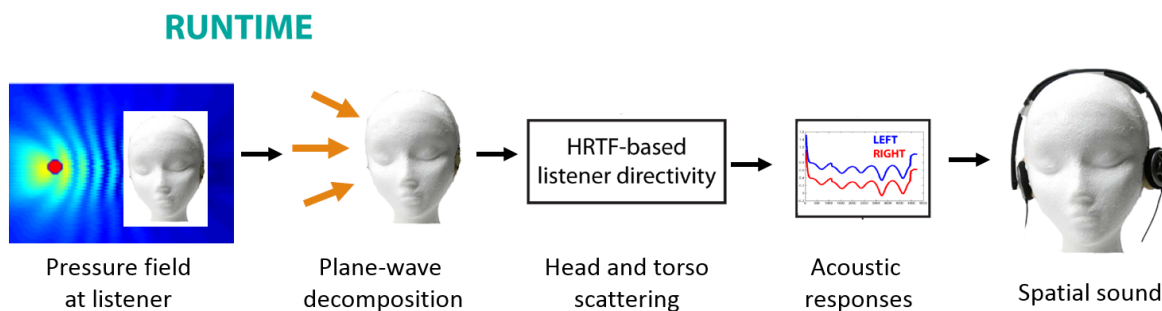 RUNTIME
HRTF-based
listener directivity
LEFT
RIGHT
Pressure field
at listener
Plane-wave
decomposition
Head and torso
scattering
Acoustic
responses
Spatial sound